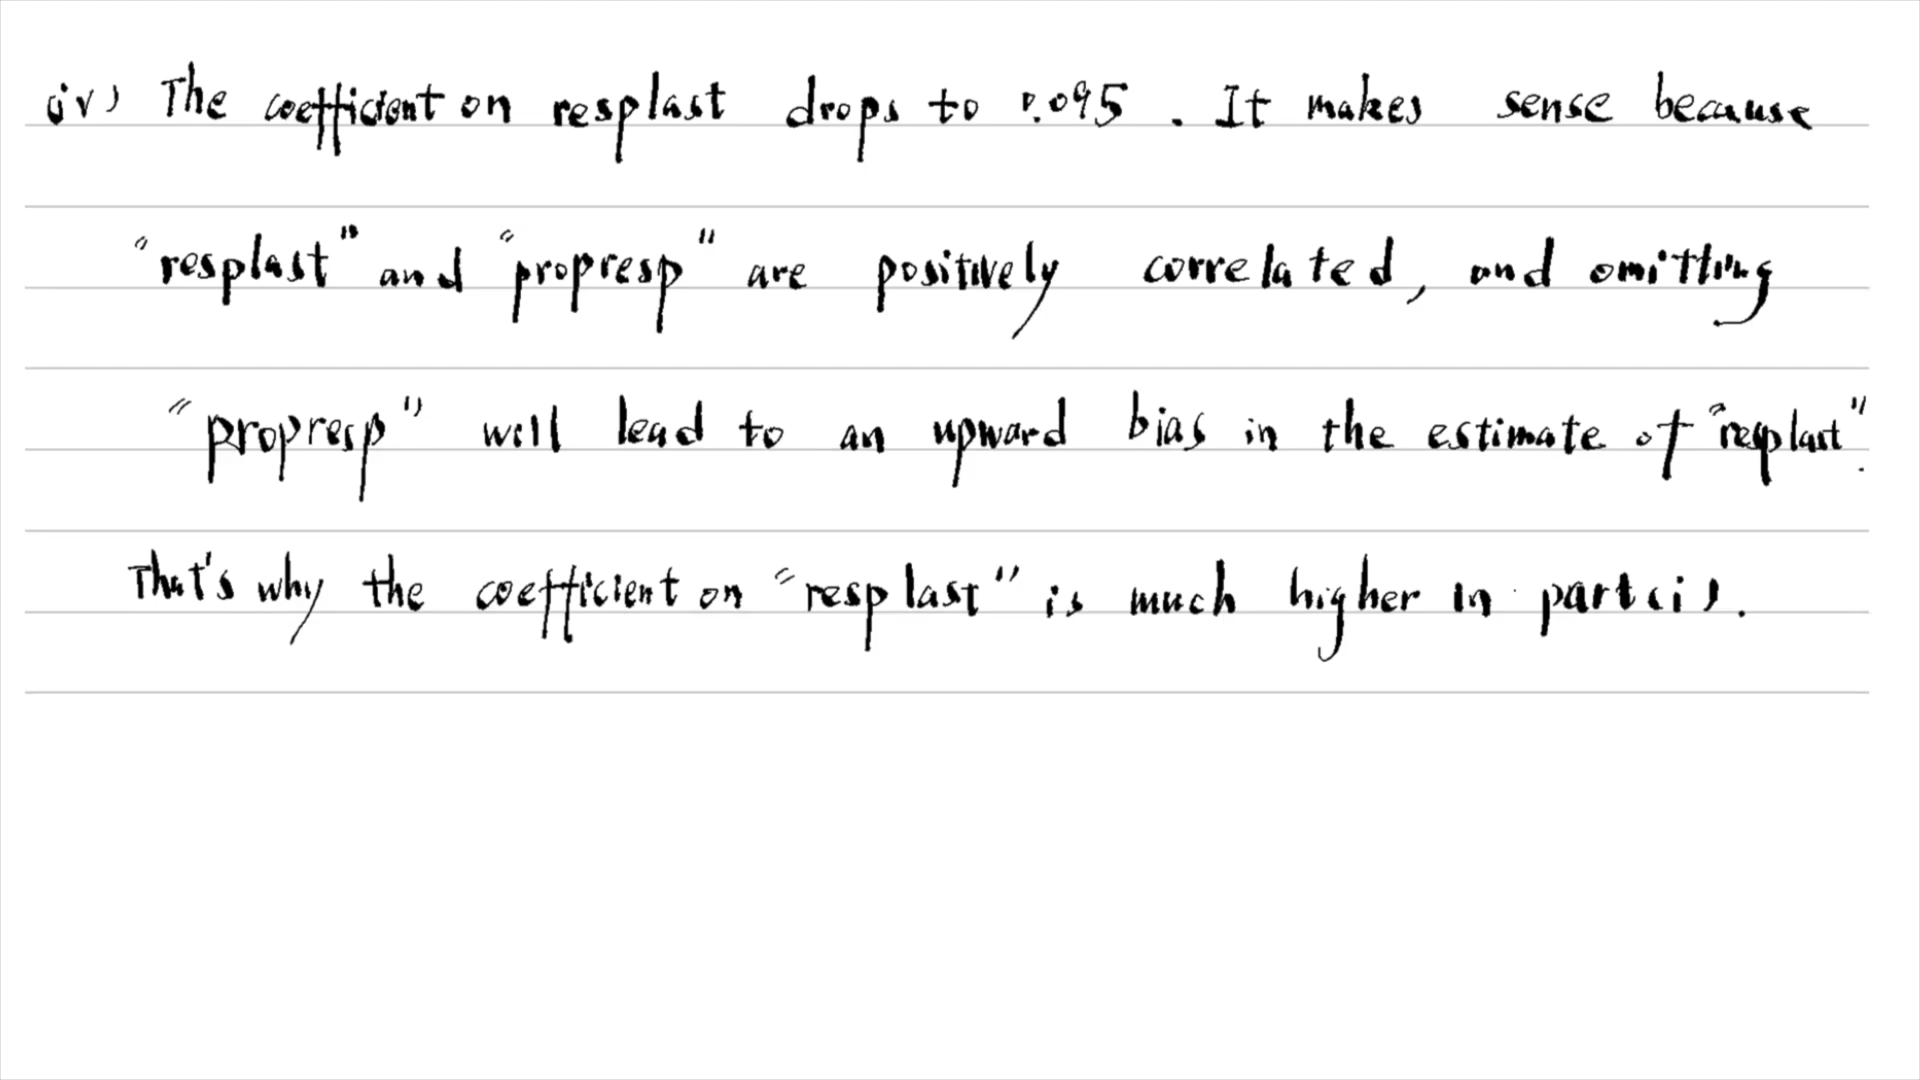 (iv) The coefficient on resplast drops to 0.095. It makes sense because
"resplast" and "propresp" are positively correlated, and omitting
"propresp" will lead to an upward bias in the estimate of "resplast".
That's why the coefficient on "resplast" is much higher in part(i).